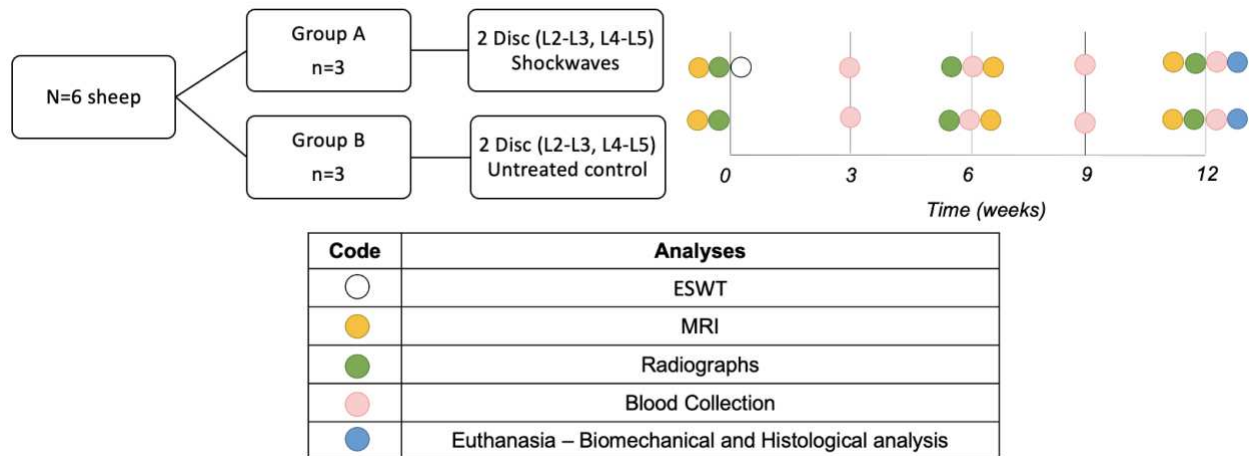 N=6 sheep
Group A
n=3
2 Disc (L2-L3, L4-L5)
Shockwaves
Group B
n=3
2 Disc (L2-L3, L4-L5)
Untreated control
0 3 6 9 12
Time (weeks)
Code Analyses
ESWT
MRI
Radiographs
Blood Collection
Euthanasia – Biomechanical and Histological analysis